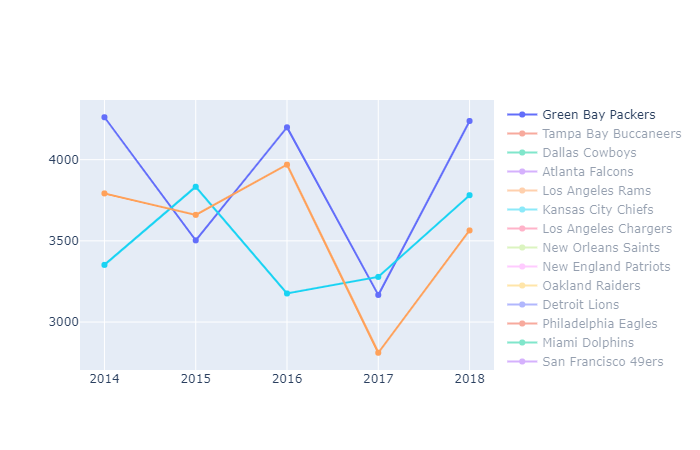 4000
3500
3000
2014 2015 2016 2017 2018
Green Bay Packers
Tampa Bay Buccaneers
Dallas Cowboys
Atlanta Falcons
Los Angeles Rams
Kansas City Chiefs
Los Angeles Chargers
New Orleans Saints
New England Patriots
Oakland Raiders
Detroit Lions
Philadelphia Eagles
Miami Dolphins
San Francisco 49ers